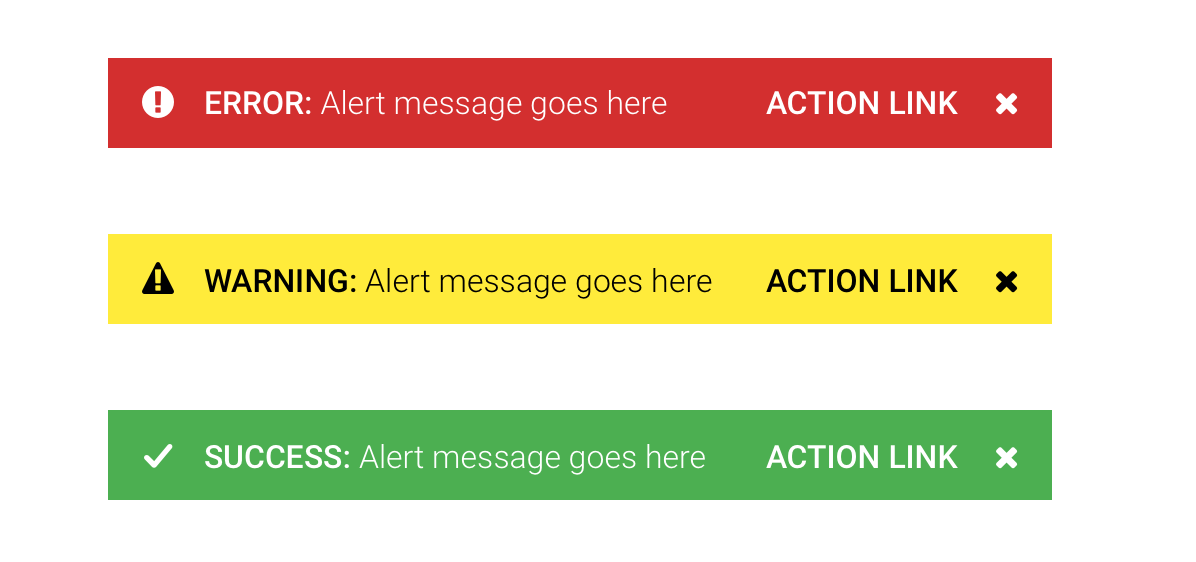 ERROR: Alert message goes here ACTION LINK
WARNING: Alert message goes here ACTION LINK
SUCCESS: Alert message goes here ACTION LINK